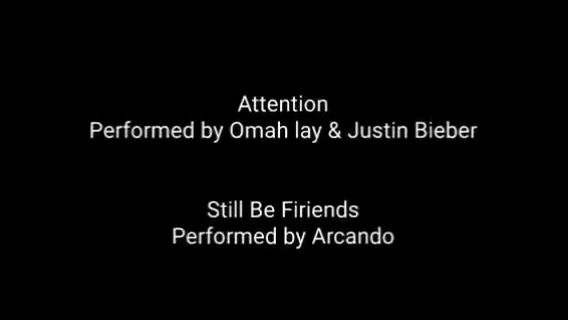 Attention
Performed by Omah lay & Justin Bieber
Still Be Firiends
Performed by Arcando